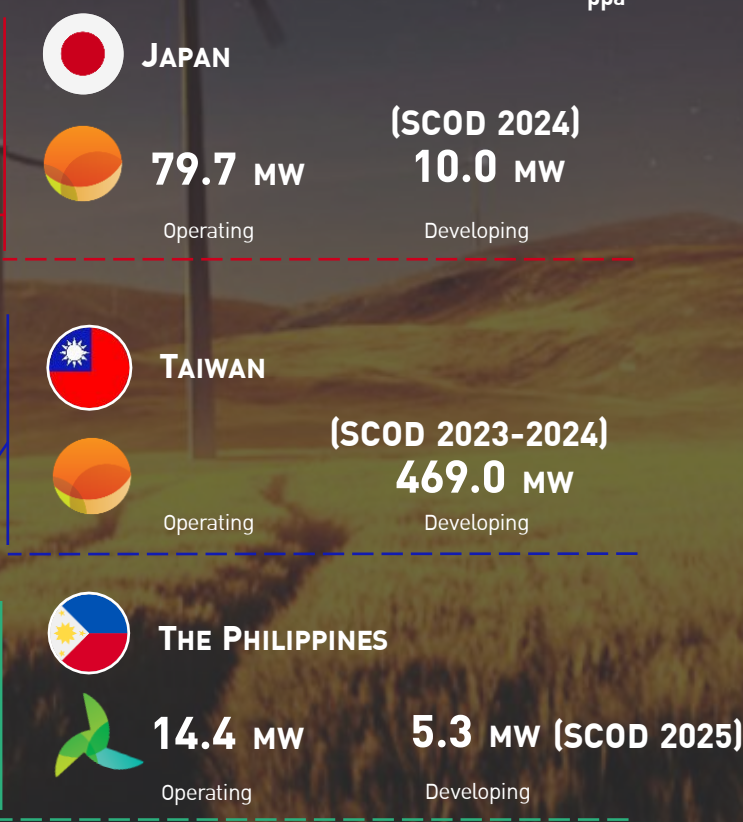 ppa
JAPAN
(SCOD 2024)
79.7 MW
10.0 MW
Operating
Developing
TAIWAN
(SCOD 2023-2024)
469.0 MW
Operating
Developing
THE PHILIPPINES
14.4 MW
5.3 MW (SCOD 2025)
Operating
Developing